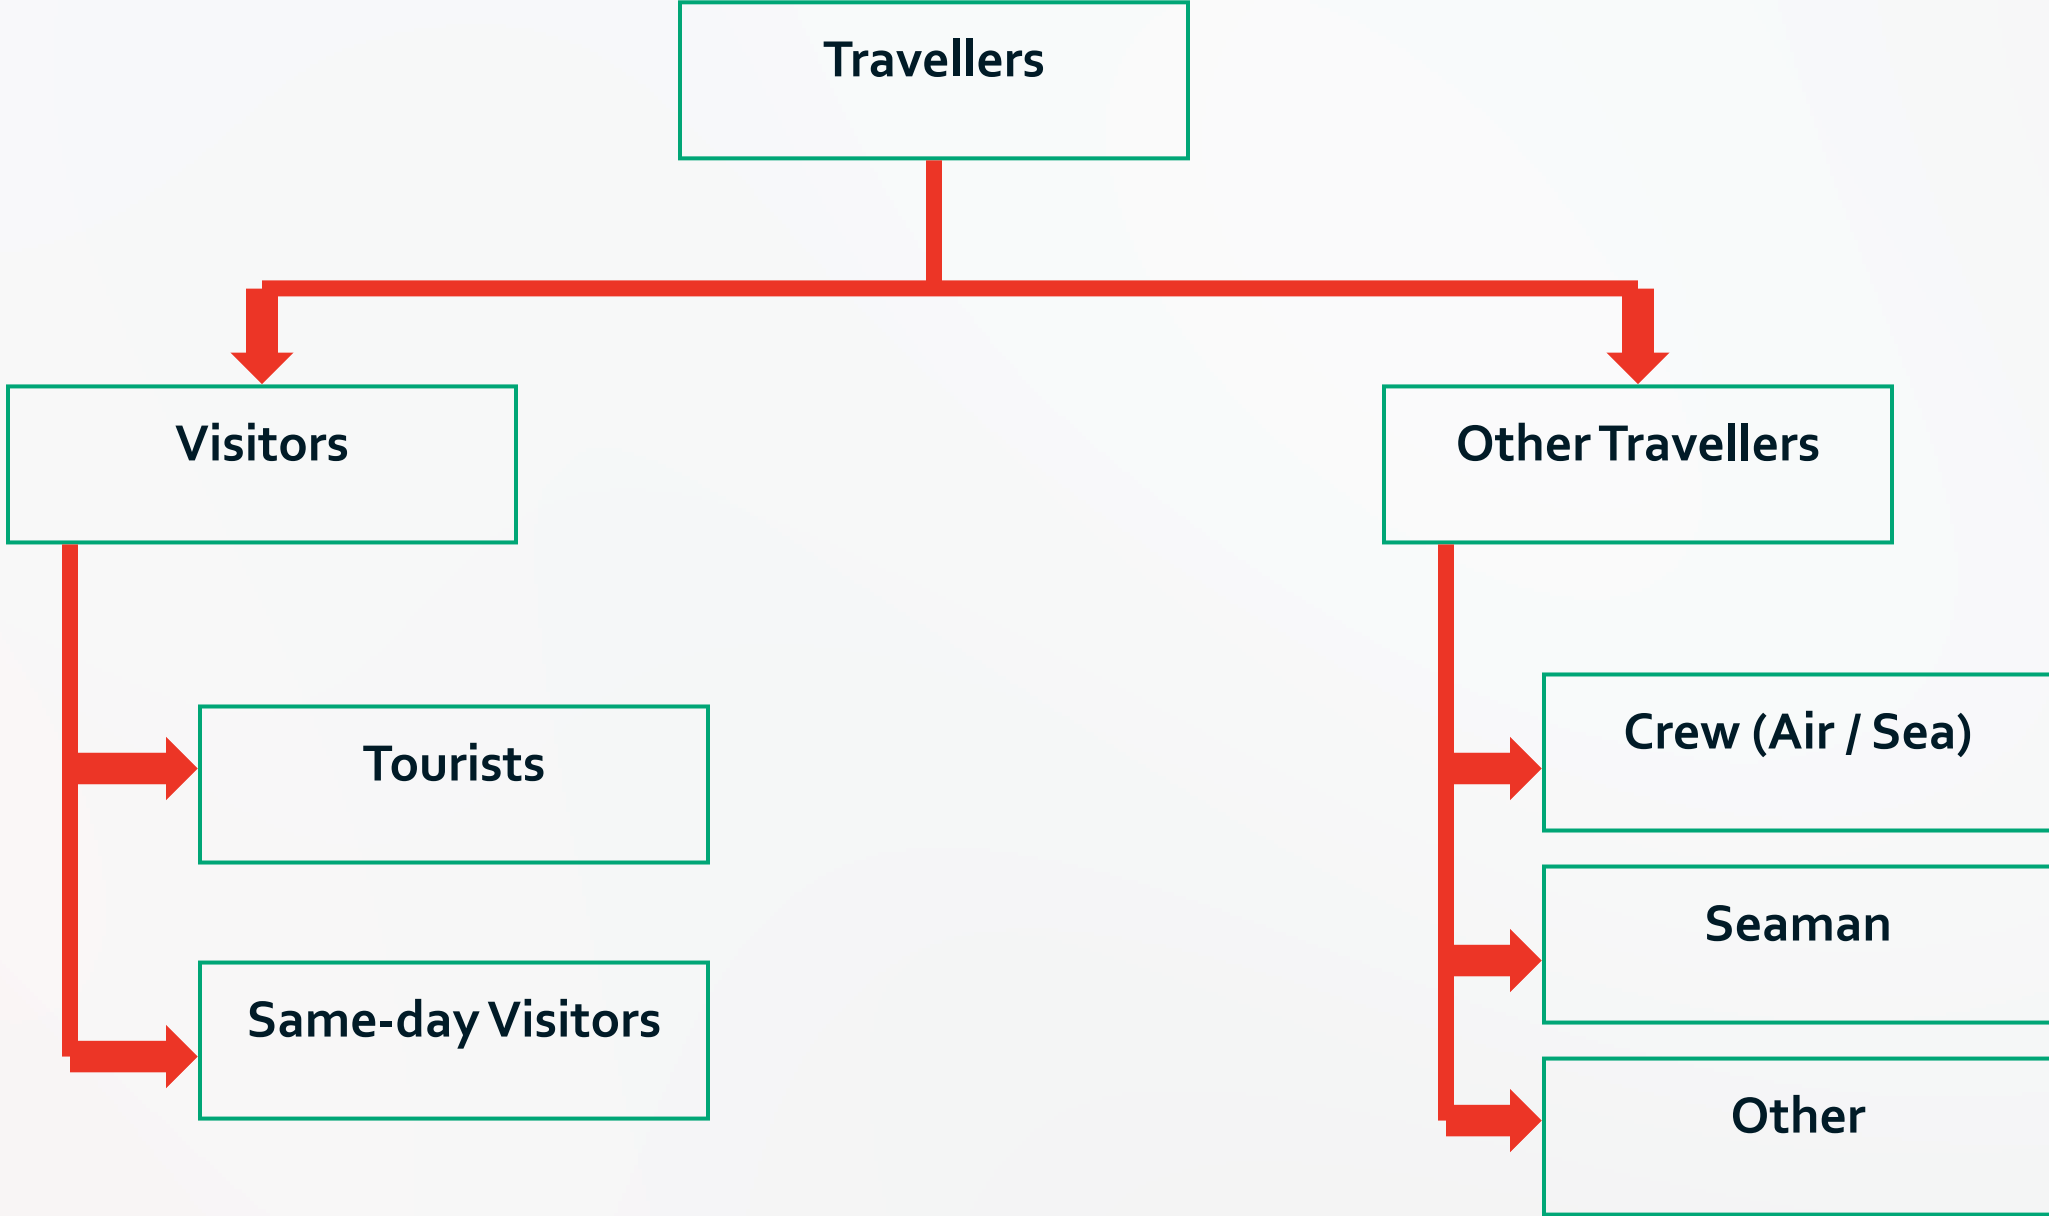 Travellers
Visitors
Other Travellers
Tourists
Same-day Visitors
Crew (Air / Sea)
Seaman
Other